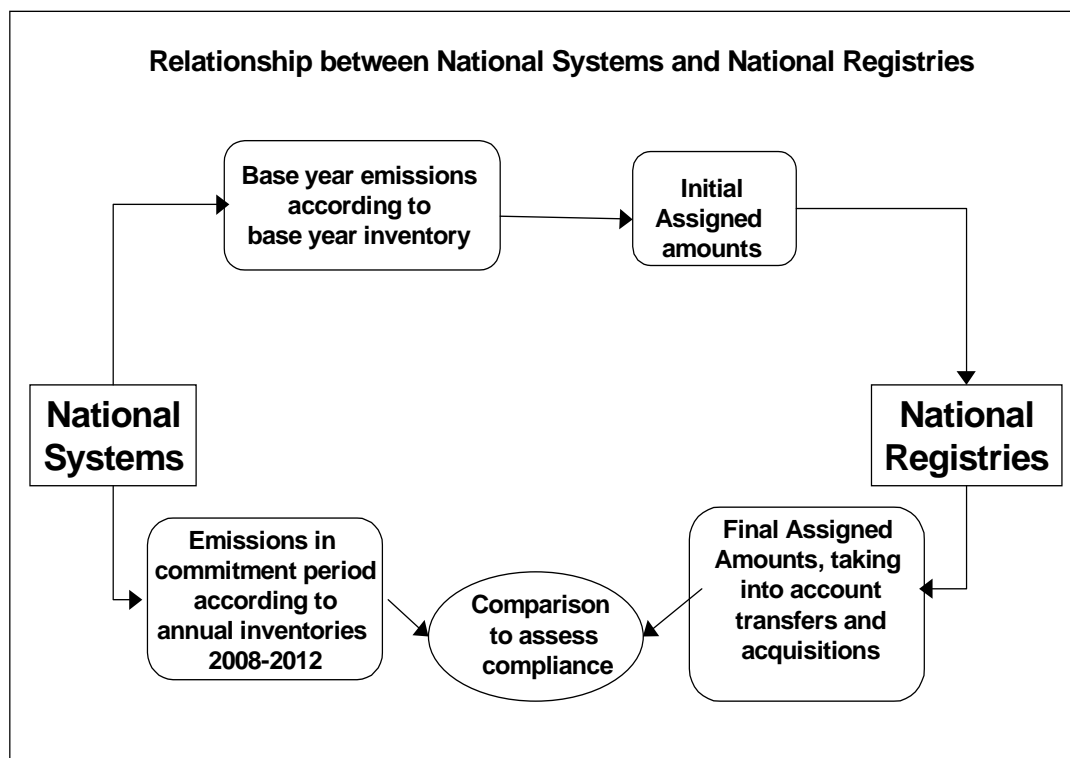 Relationship between National Systems and National Registries
Base year emissions
according to
base year inventory
Initial
Assigned
amounts
National
Systems
National
Registries
Emissions in
commitment period
according to
annual inventories
2008-2012
Comparison
to assess
compliance
Final Assigned
Amounts, taking
into account
transfers and
acquisitions